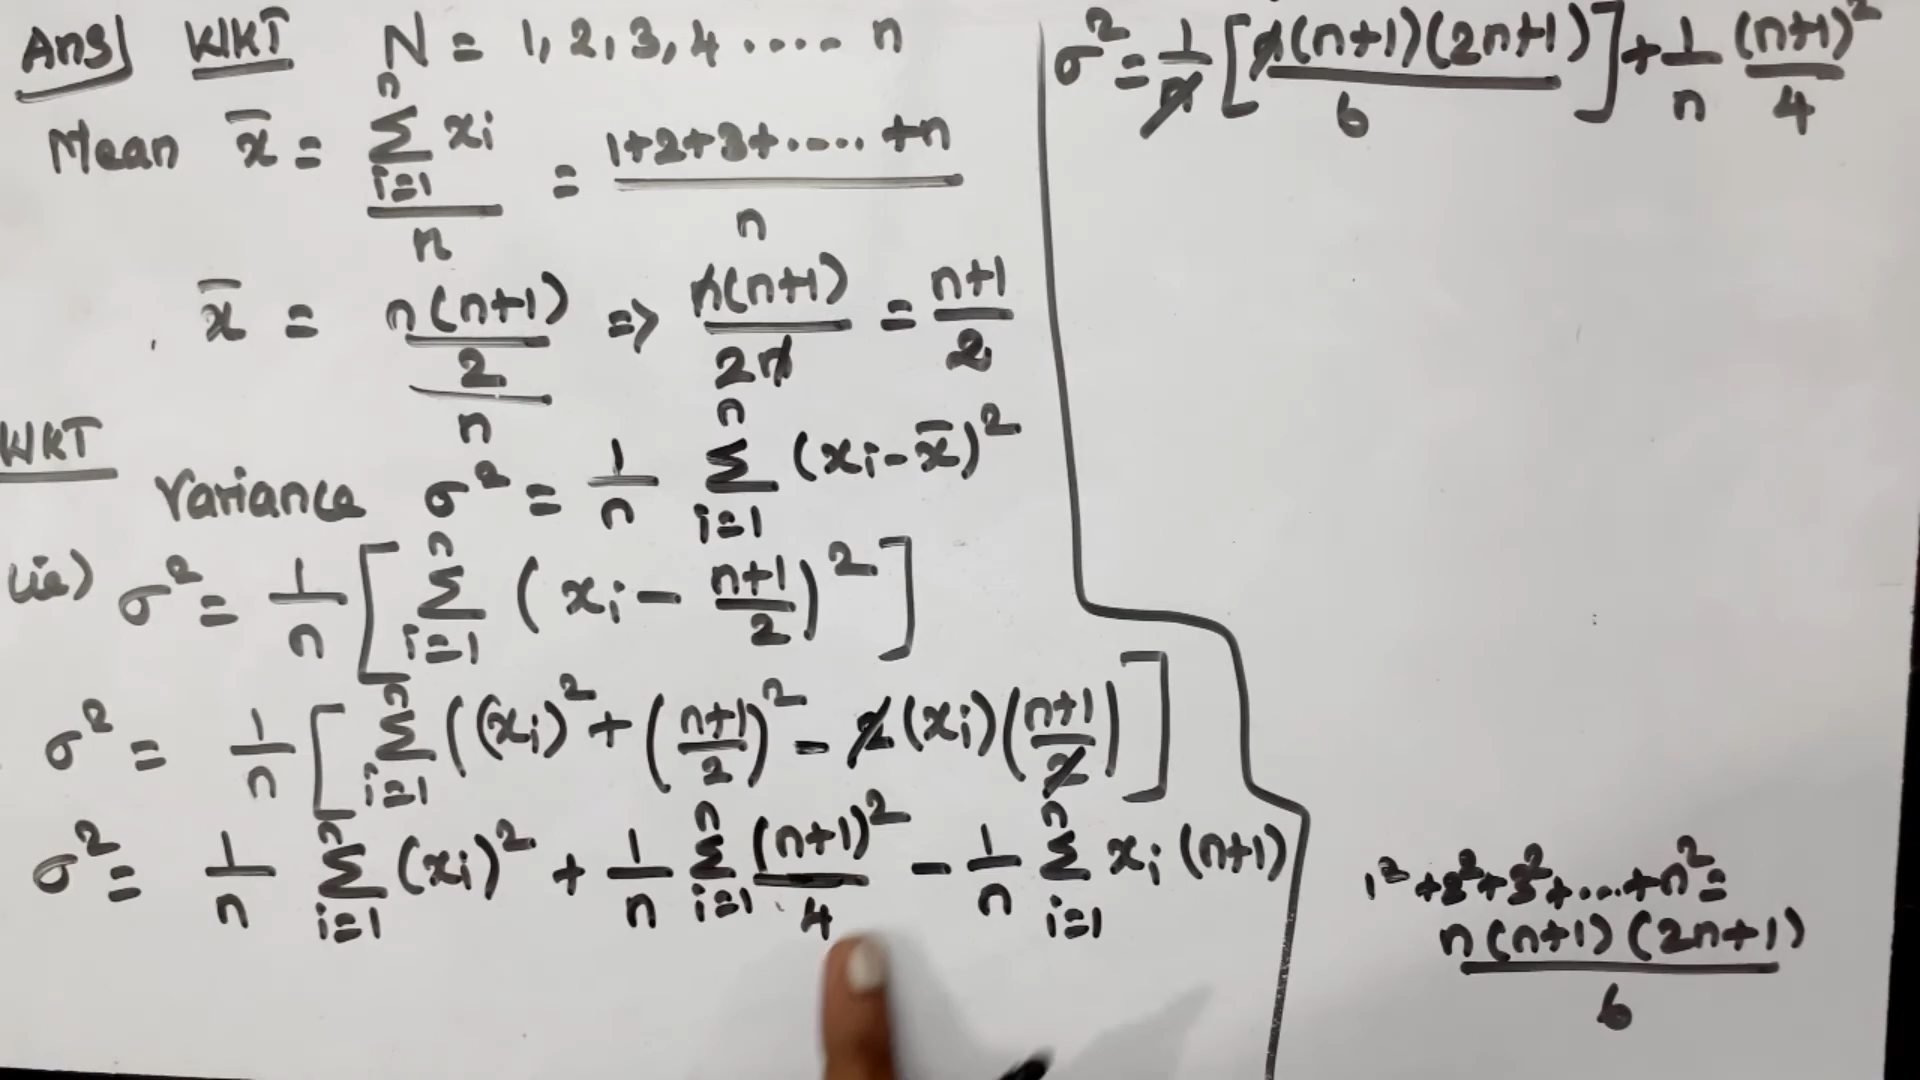 Ans] WKT N = 1, 2, 3, 4 .... n
Mean x̄ = Σ_{i=1}^{n} xi / n = (1+2+3+.....+n) / n
x̄ = (n(n+1)/2) / n => n(n+1)/2n = (n+1)/2
WKT
Variance σ² = 1/n Σ_{i=1}^{n} (xi - x̄)²
(ie) σ² = 1/n [ Σ_{i=1}^{n} (xi - (n+1)/2)² ]
σ² = 1/n [ Σ_{i=1}^{n} ((xi)² + ((n+1)/2)² - 2(xi)((n+1)/2) ]
σ² = 1/n Σ_{i=1}^{n} (xi)² + 1/n Σ_{i=1}^{n} (n+1)²/4 - 1/n Σ_{i=1}^{n} xi (n+1)
σ² = 1/n [ n(n+1)(2n+1) / 6 ] + 1/n (n+1)²/4
1²+2²+3²+...+n² =
n(n+1)(2n+1)
6